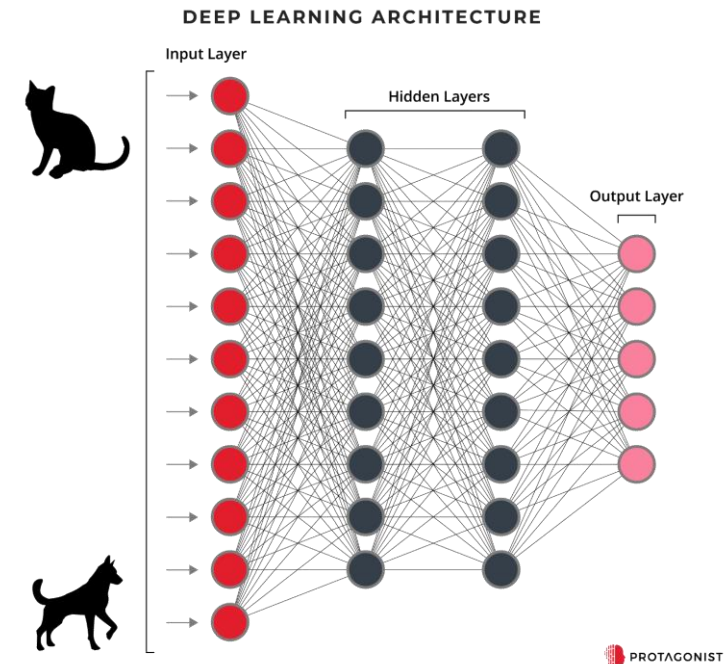 DEEP LEARNING ARCHITECTURE
Input Layer
Hidden Layers
Output Layer
PROTAGONIST